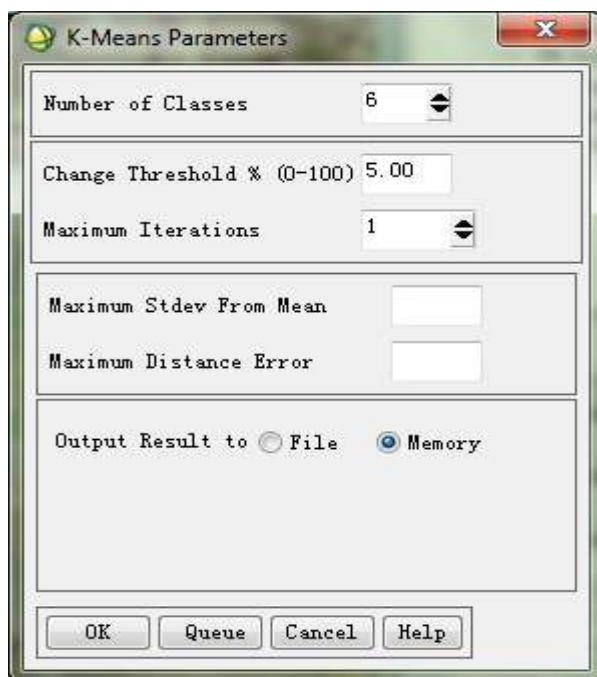 K-Means Parameters
Number of Classes 6
Change Threshold % (0-100) 5.00
Maximum Iterations 1
Maximum Stdev From Mean
Maximum Distance Error
Output Result to File Memory
OK Queue Cancel Help